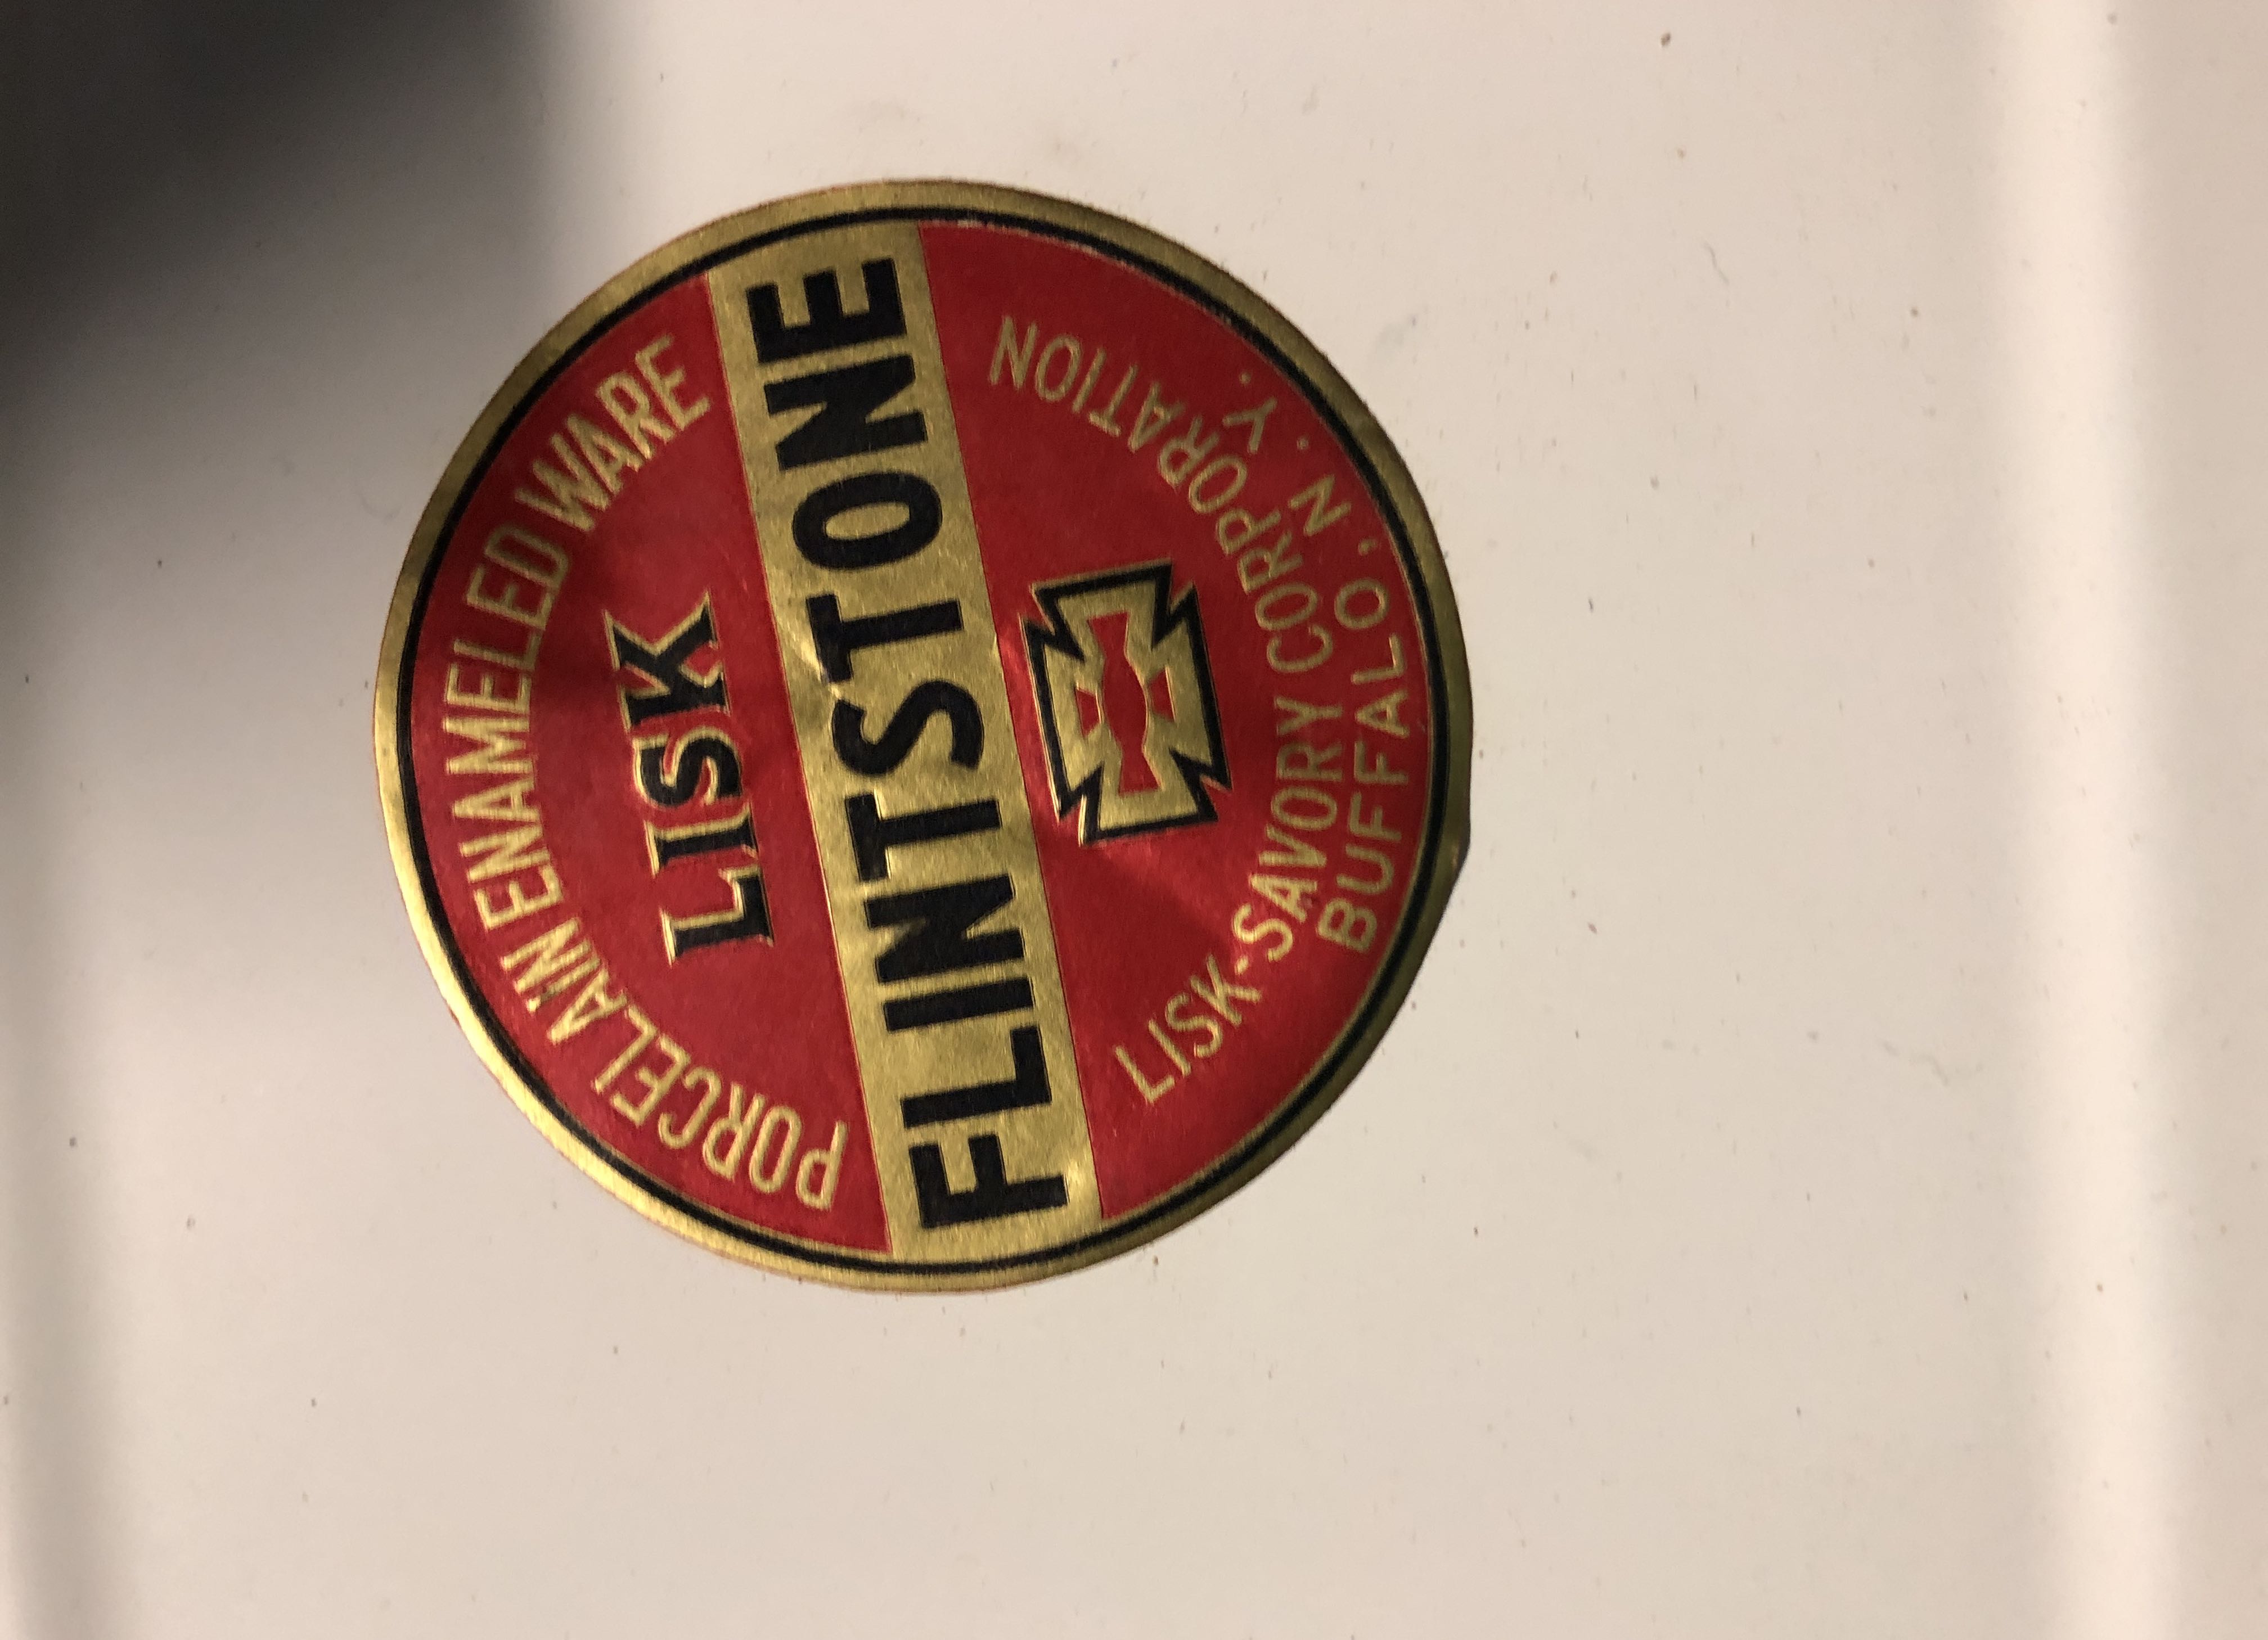 PORCELAIN ENAMELED WARE
LISK
FLINTSTONE
LISK-SAVORY CORPORATION
BUFFALO, N.Y.